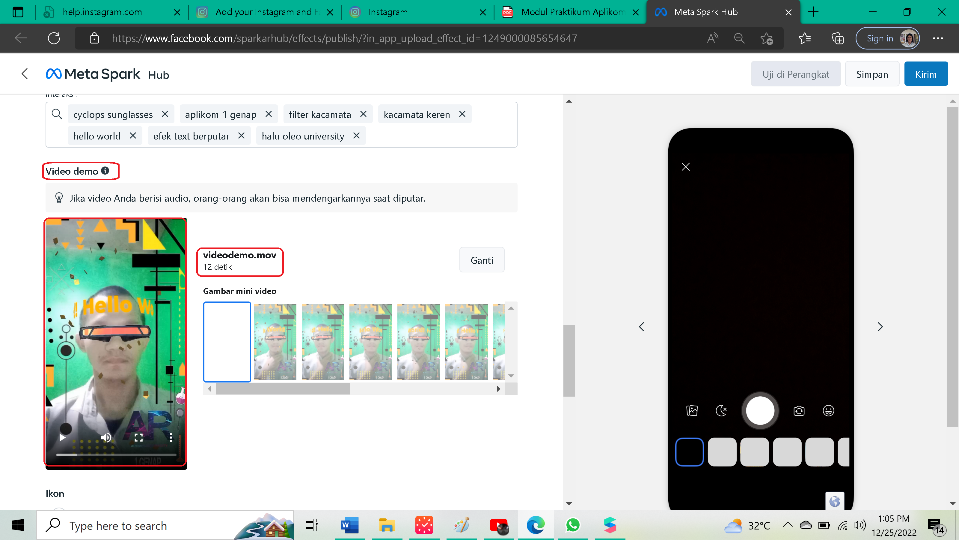 help.instagram.com
Add your Instagram and
Instagram
Modul Praktikum Aplikom
Meta Spark Hub
https://www.facebook.com/sparkarhub/effects/publish/?in_app_upload_effect_id=1249000085654647
Sign in
Meta Spark Hub
Uji di Perangkat
Simpan
Kirim
cyclops sunglasses
aplikom 1 genap
filter kacamata
kacamata keren
hello world
efek text berputar
halu oleo university
Video demo
Jika video Anda berisi audio, orang-orang akan bisa mendengarkannya saat diputar.
Hello W
AP
videodemo.mov
12 detik
Ganti
Gambar mini video
Ikon
Type here to search
32°C
1:05 PM
12/25/2022
14